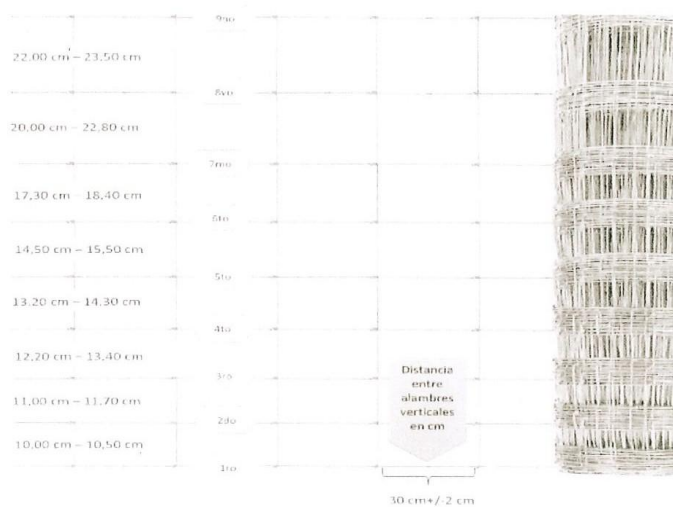 9no
22,00 cm – 23,50 cm
8vo
20,00 cm – 22,80 cm
7mo
17,30 cm – 18,40 cm
6to
14,50 cm – 15,50 cm
5to
13,20 cm – 14,30 cm
4to
12,20 cm – 13,40 cm
3ro
11,00 cm – 11,70 cm
2do
10,00 cm – 10,50 cm
1ro
Distancia
entre
alambres
verticales
en cm
30 cm+/-2 cm